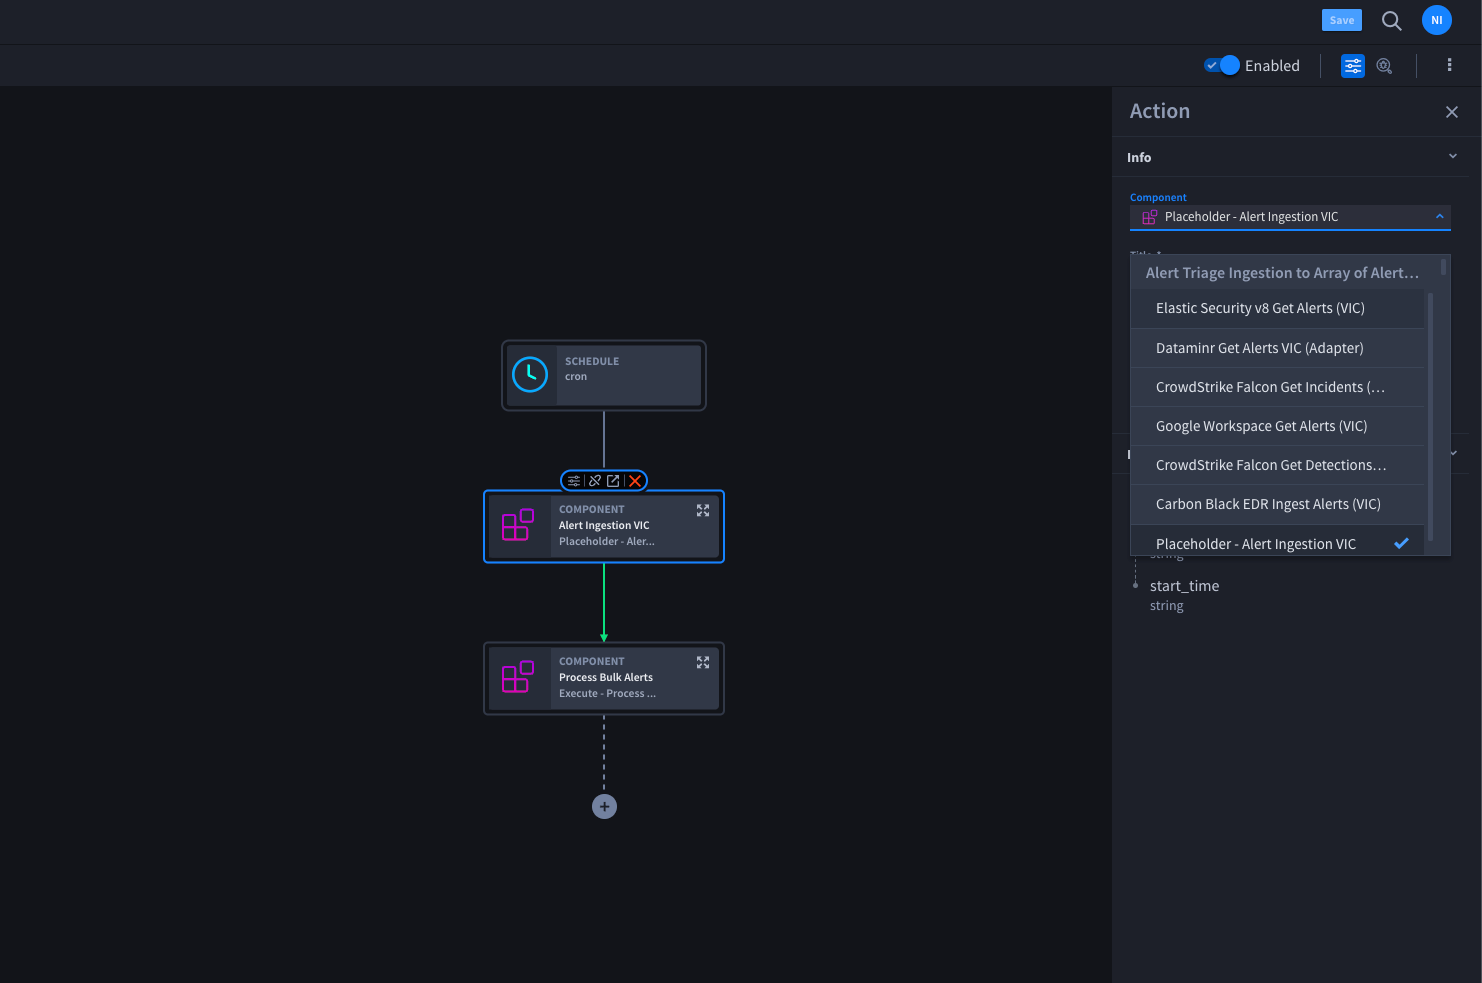 Save
NI
Enabled
Action
Info
Component
Placeholder - Alert Ingestion VIC
Alert Triage Ingestion to Array of Alert...
Elastic Security v8 Get Alerts (VIC)
Dataminr Get Alerts VIC (Adapter)
CrowdStrike Falcon Get Incidents (...
Google Workspace Get Alerts (VIC)
CrowdStrike Falcon Get Detections...
Carbon Black EDR Ingest Alerts (VIC)
Placeholder - Alert Ingestion VIC
string
start_time
string
SCHEDULE
cron
COMPONENT
Alert Ingestion VIC
Placeholder - Aler...
COMPONENT
Process Bulk Alerts
Execute - Process ...